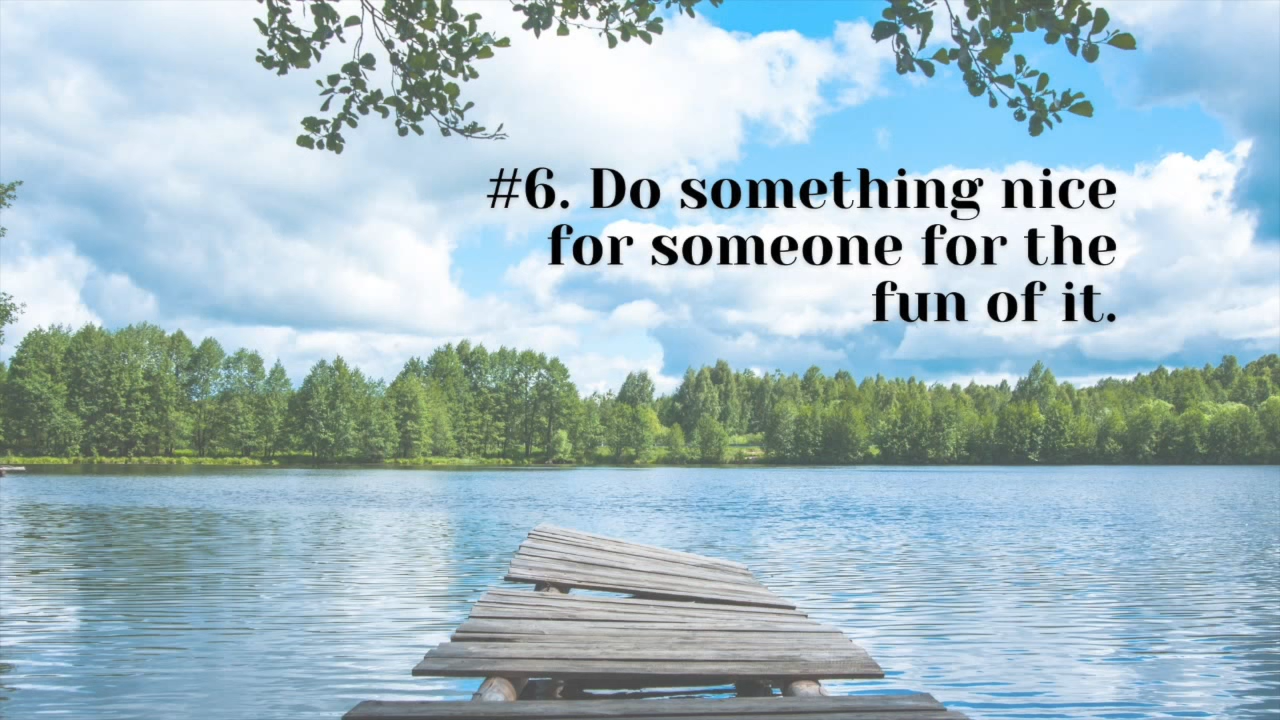 #6. Do something nice
for someone for the
fun of it.